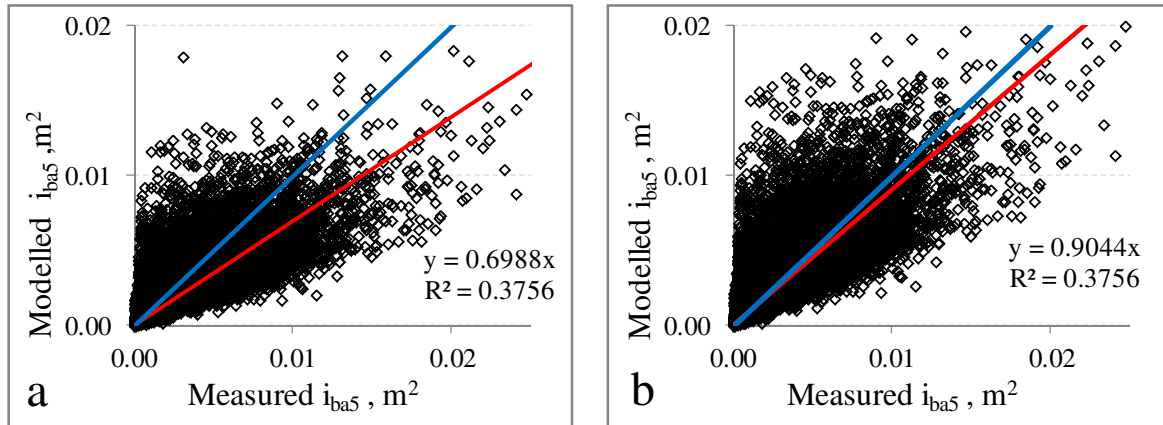 0.02
0.01
0.00
Modelled i_ba5 , m²
y = 0.6988x
R² = 0.3756
0.00 0.01 0.02
a Measured i_ba5 , m²
0.02
0.01
0.00
Modelled i_ba5 , m²
y = 0.9044x
R² = 0.3756
0.00 0.01 0.02
b Measured i_ba5 , m²